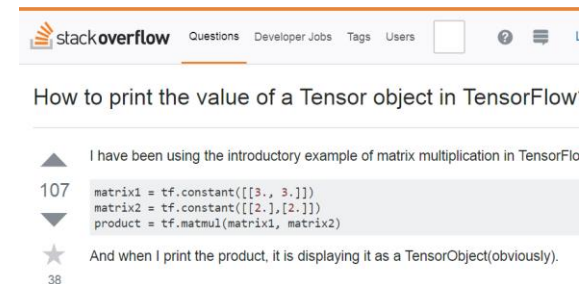 stackoverflow Questions Developer Jobs Tags Users
How to print the value of a Tensor object in TensorFlow?
I have been using the introductory example of matrix multiplication in TensorFlo
107
matrix1 = tf.constant([[3., 3.]])
matrix2 = tf.constant([[2.],[2.]])
product = tf.matmul(matrix1, matrix2)
And when I print the product, it is displaying it as a TensorObject(obviously).
38